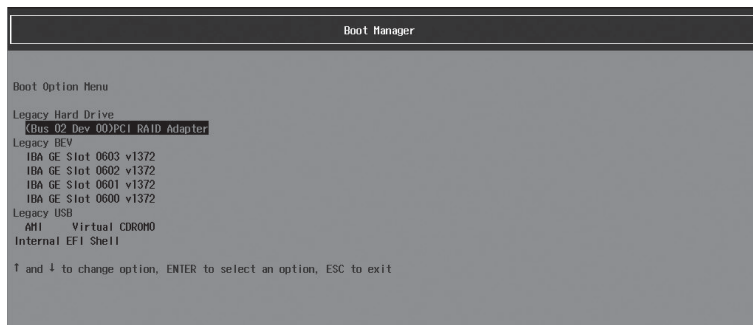 Boot Manager
Boot Option Menu
Legacy Hard Drive
(Bus 02 Dev 00)PCI RAID Adapter
Legacy BEV
IBA GE Slot 0603 v1372
IBA GE Slot 0602 v1372
IBA GE Slot 0601 v1372
IBA GE Slot 0600 v1372
Legacy USB
AMI Virtual CDROM0
Internal EFI Shell
↑ and ↓ to change option, ENTER to select an option, ESC to exit